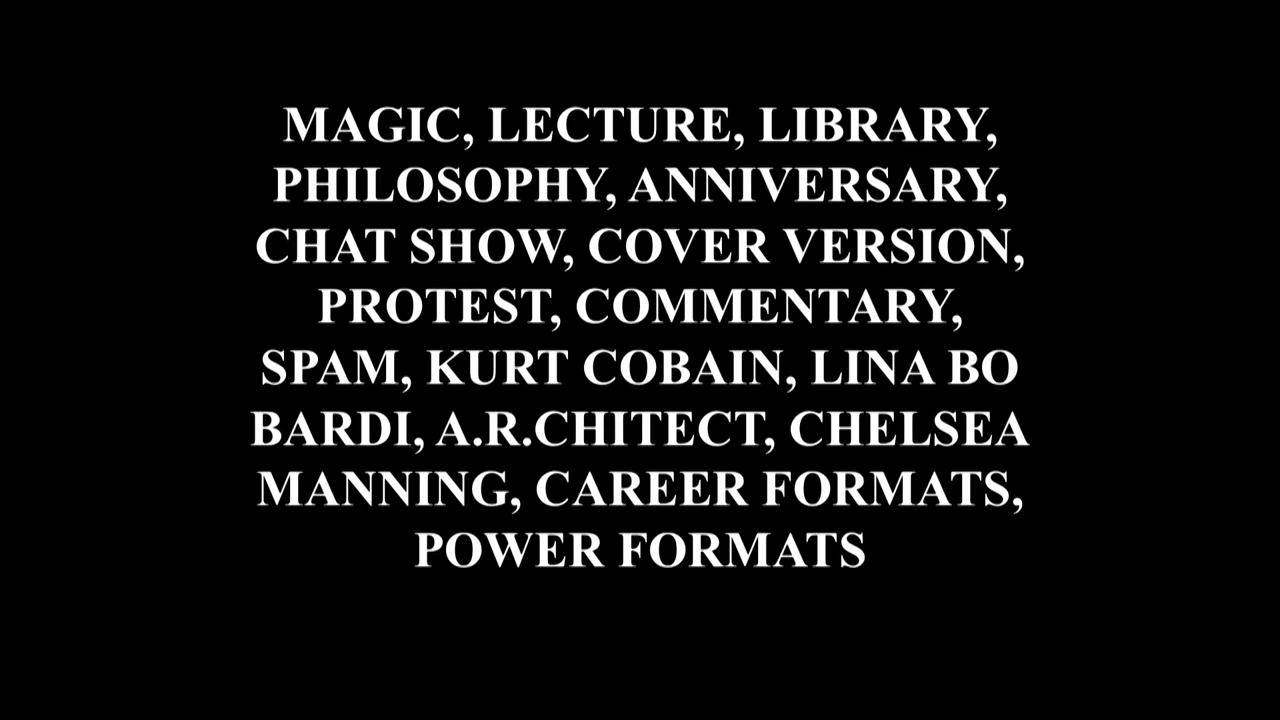 MAGIC, LECTURE, LIBRARY,
PHILOSOPHY, ANNIVERSARY,
CHAT SHOW, COVER VERSION,
PROTEST, COMMENTARY,
SPAM, KURT COBAIN, LINA BO
BARDI, A.R.CHITECT, CHELSEA
MANNING, CAREER FORMATS,
POWER FORMATS